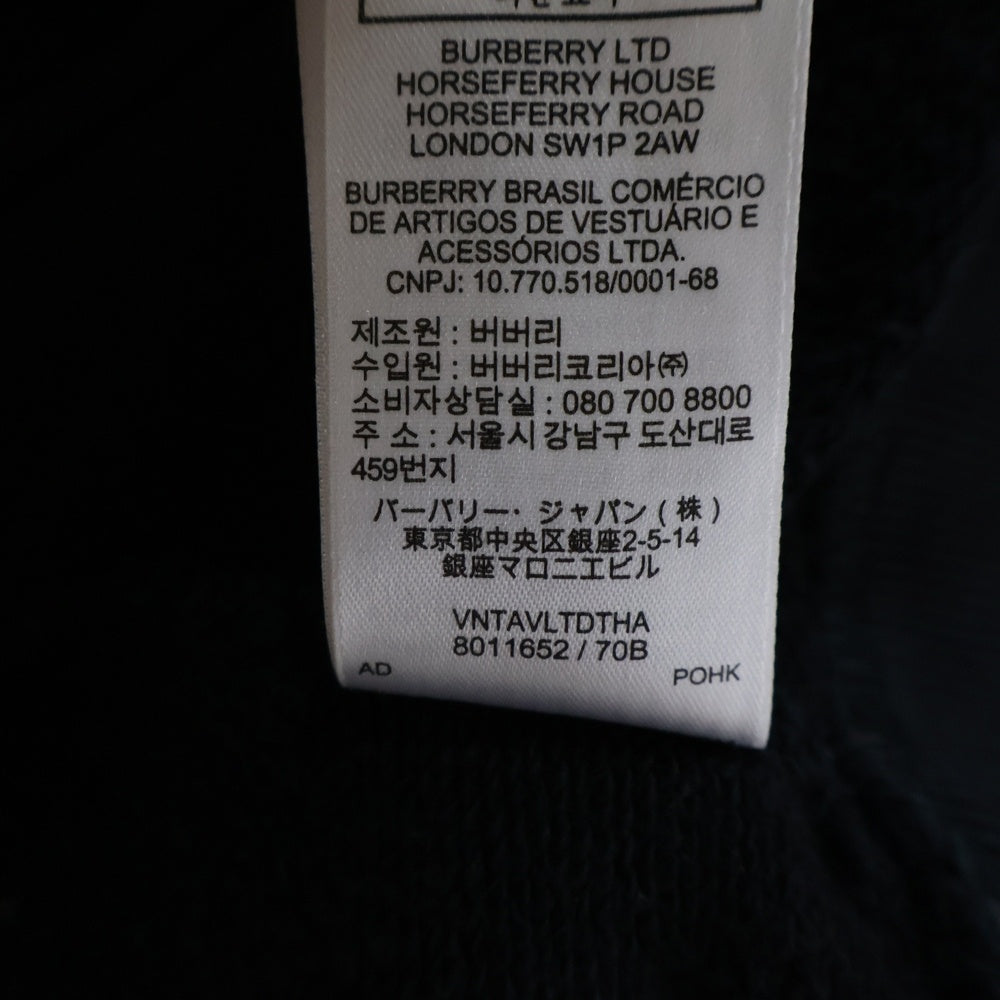 BURBERRY LTD
HORSEFERRY HOUSE
HORSEFERRY ROAD
LONDON SW1P 2AW
BURBERRY BRASIL COMÉRCIO
DE ARTIGOS DE VESTUÁRIO E
ACESSÓRIOS LTDA.
CNPJ: 10.770.518/0001-68
제조원 : 버버리
수입원 : 버버리코리아㈜
소비자상담실 : 080 700 8800
주 소 : 서울시 강남구 도산대로
459번지
バーバリー・ジャパン ( 株 )
東京都中央区銀座2-5-14
銀座マロニエビル
VNTAVLTDTHA
8011652 / 70B
AD
POHK